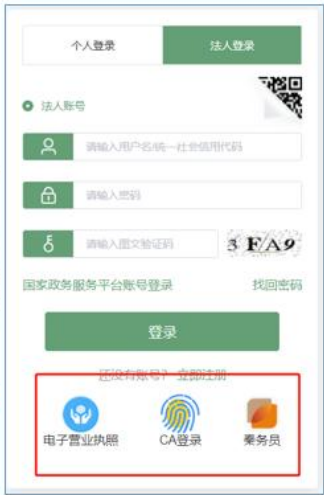 个人登录 法人登录
法人账号
请输入用户名/统一社会信用代码
请输入密码
请输入图文验证码 3 FA9
国家政务服务平台账号登录 找回密码
登录
还没有账号？ 立即注册
电子营业执照 CA登录 秦务员